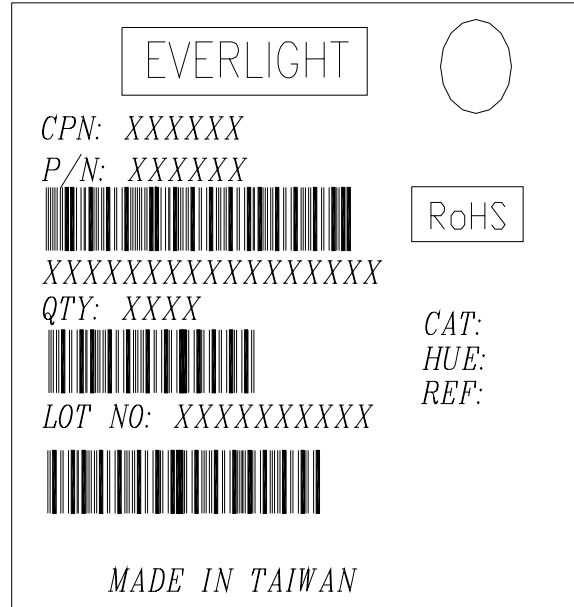 EVERLIGHT
CPN: XXXXXX
P/N: XXXXXX
RoHS
XXXXXXXXXXXXXXXXX
QTY: XXXX
CAT:
HUE:
REF:
LOT NO: XXXXXXXXXX
MADE IN TAIWAN